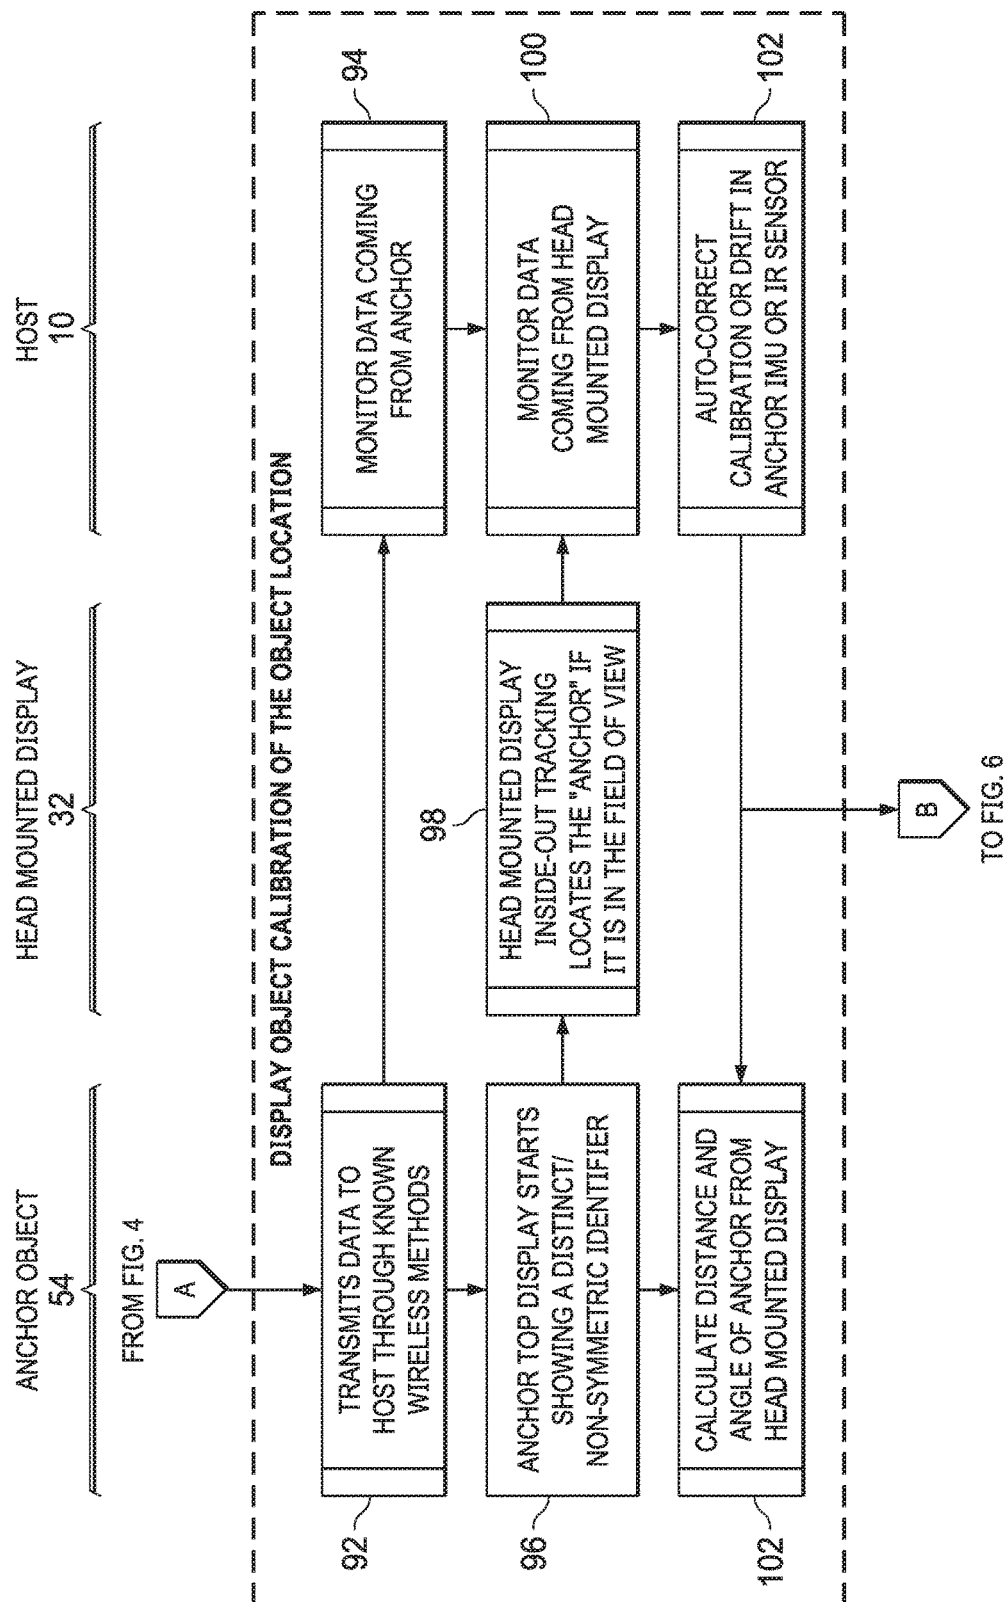 ANCHOR OBJECT
54
HEAD MOUNTED DISPLAY
32
HOST
10
FROM FIG. 4
A
DISPLAY OBJECT CALIBRATION OF THE OBJECT LOCATION
TRANSMITS DATA TO
HOST THROUGH KNOWN
WIRELESS METHODS
92
MONITOR DATA COMING
FROM ANCHOR
94
ANCHOR TOP DISPLAY STARTS
SHOWING A DISTINCT/
NON-SYMMETRIC IDENTIFIER
96
HEAD MOUNTED DISPLAY
INSIDE-OUT TRACKING
LOCATES THE "ANCHOR" IF
IT IS IN THE FIELD OF VIEW
98
MONITOR DATA
COMING FROM HEAD
MOUNTED DISPLAY
100
CALCULATE DISTANCE AND
ANGLE OF ANCHOR FROM
HEAD MOUNTED DISPLAY
102
AUTO-CORRECT
CALIBRATION OR DRIFT IN
ANCHOR IMU OR IR SENSOR
102
B
TO FIG. 6